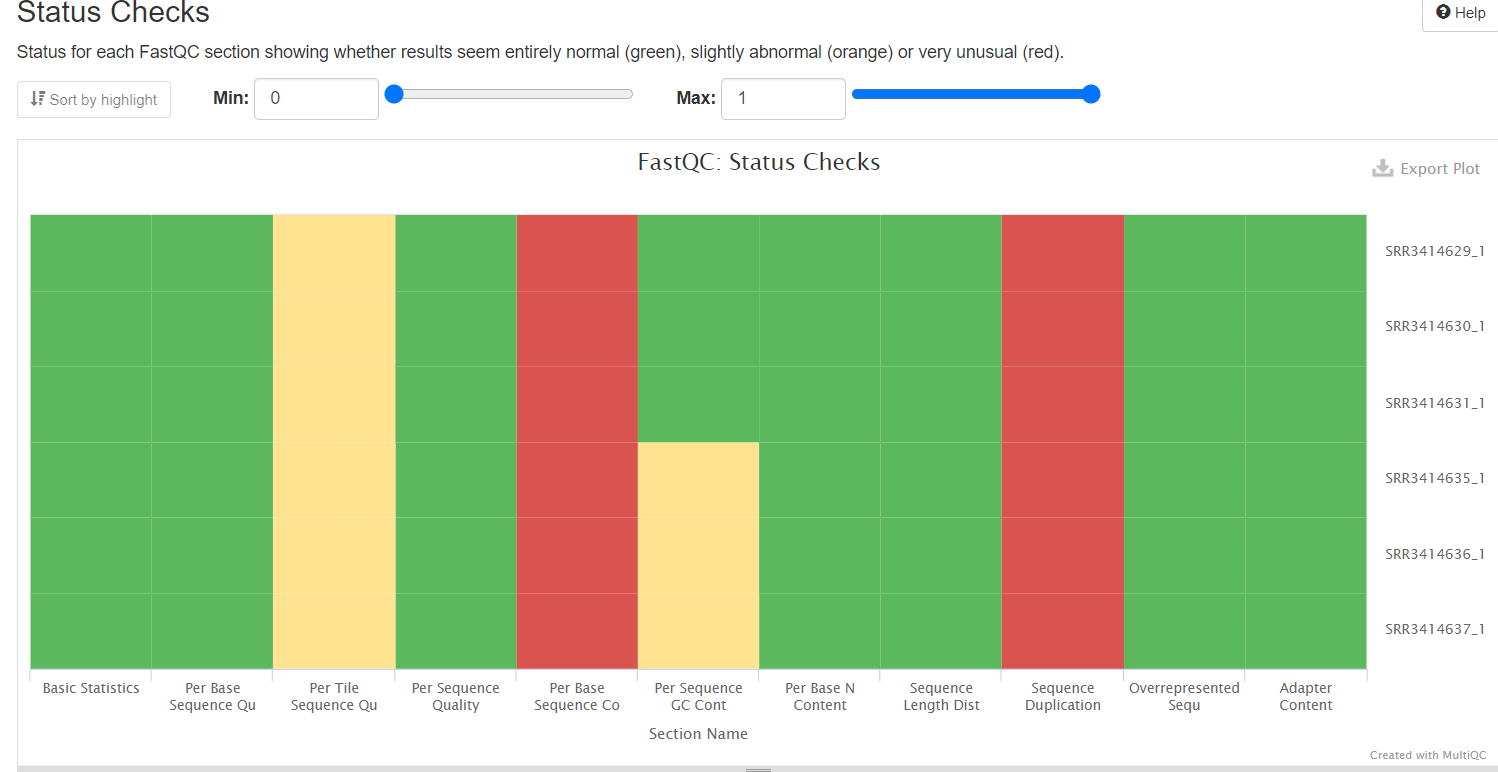 Status Checks
Help
Status for each FastQC section showing whether results seem entirely normal (green), slightly abnormal (orange) or very unusual (red).
Sort by highlight Min: 0 Max: 1
FastQC: Status Checks
Export Plot
SRR3414629_1
SRR3414630_1
SRR3414631_1
SRR3414635_1
SRR3414636_1
SRR3414637_1
Basic Statistics
Per Base
Sequence Qu
Per Tile
Sequence Qu
Per Sequence
Quality
Per Base
Sequence Co
Per Sequence
GC Cont
Per Base N
Content
Sequence
Length Dist
Sequence
Duplication
Overrepresented
Sequ
Adapter
Content
Section Name
Created with MultiQC